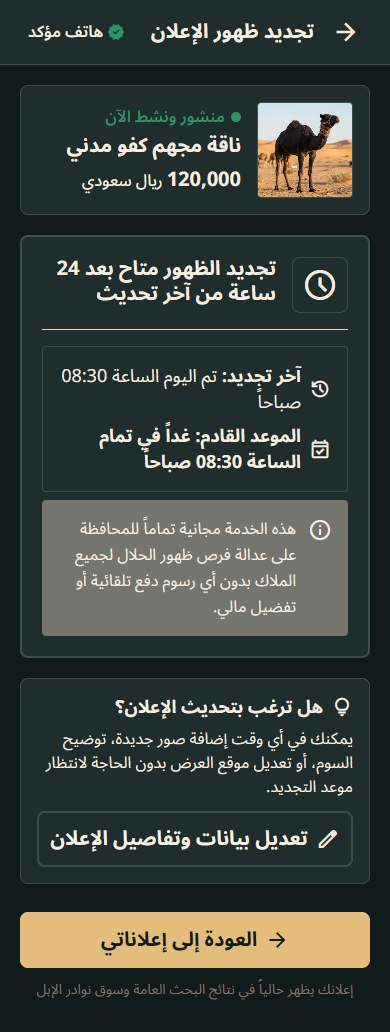 تجديد ظهور الإعلان
هاتف مؤكد
منشور ونشط الآن
ناقة مجهم كفو مدني
120,000 ريال سعودي
تجديد الظهور متاح بعد 24
ساعة من آخر تحديث
آخر تجديد: تم اليوم الساعة 08:30
صباحاً
الموعد القادم: غداً في تمام
الساعة 08:30 صباحاً
هذه الخدمة مجانية تماماً للمحافظة
على عدالة فرص ظهور الحلال لجميع
الملاك بدون أي رسوم دفع تلقائية أو
تفضيل مالي.
هل ترغب بتحديث الإعلان؟
يمكنك في أي وقت إضافة صور جديدة، توضيح
السوم، أو تعديل موقع العرض بدون الحاجة لانتظار
موعد التجديد.
تعديل بيانات وتفاصيل الإعلان
العودة إلى إعلاناتي
إعلانك يظهر حالياً في نتائج البحث العامة وسوق نوادر الإبل